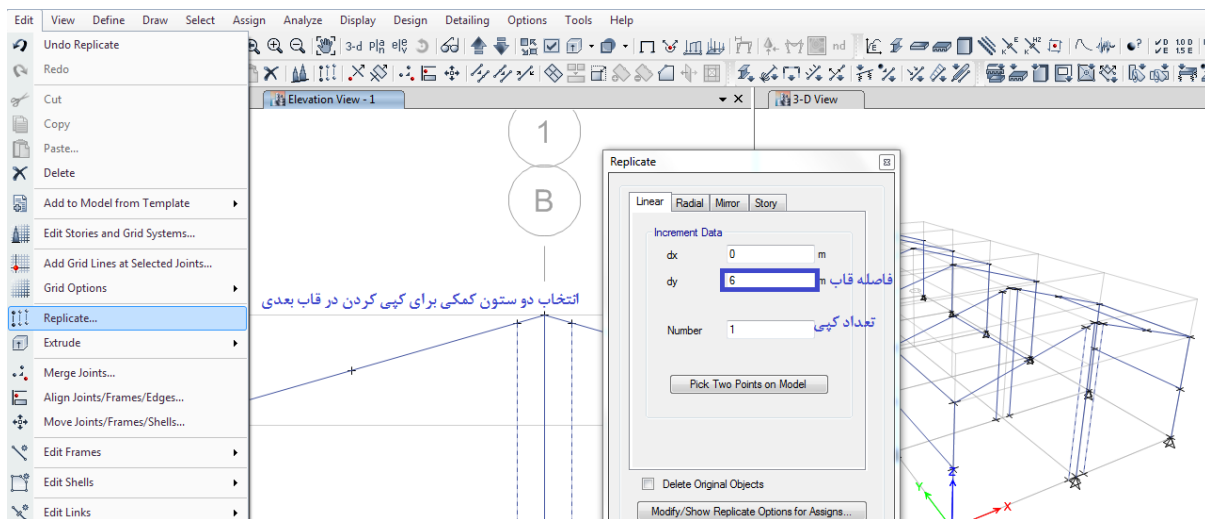 Edit View Define Draw Select Assign Analyze Display Design Detailing Options Tools Help
Undo Replicate
Redo
Cut
Copy
Paste...
Delete
Add to Model from Template
Edit Stories and Grid Systems...
Add Grid Lines at Selected Joints...
Grid Options
Replicate...
Extrude
Merge Joints...
Align Joints/Frames/Edges...
Move Joints/Frames/Shells...
Edit Frames
Edit Shells
Edit Links
3-d
nd
Elevation View - 1
3-D View
1
B
انتخاب دو ستون کمکی برای کپی کردن در قاب بعدی
Replicate
Linear Radial Mirror Story
Increment Data
dx 0 m
dy 6 m فاصله قاب
Number 1 تعداد کپی
Pick Two Points on Model
Delete Original Objects
Modify/Show Replicate Options for Assigns...
Z
Y
X